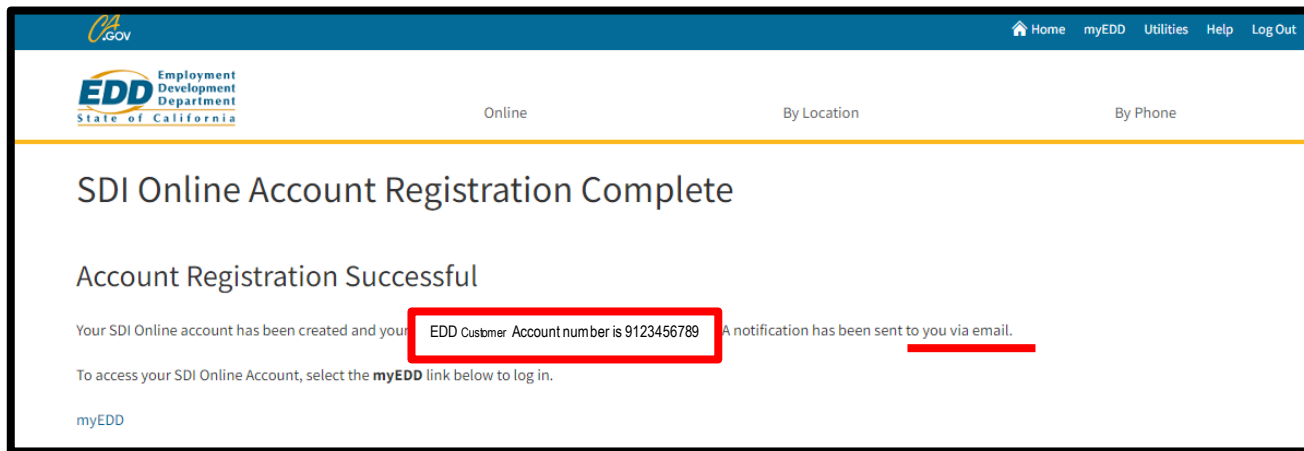 CA.GOV
Home myEDD Utilities Help Log Out
EDD Employment
Development
Department
State of California
Online By Location By Phone
SDI Online Account Registration Complete
Account Registration Successful
Your SDI Online account has been created and your EDD Customer Account number is 9123456789 A notification has been sent to you via email.
To access your SDI Online Account, select the myEDD link below to log in.
myEDD